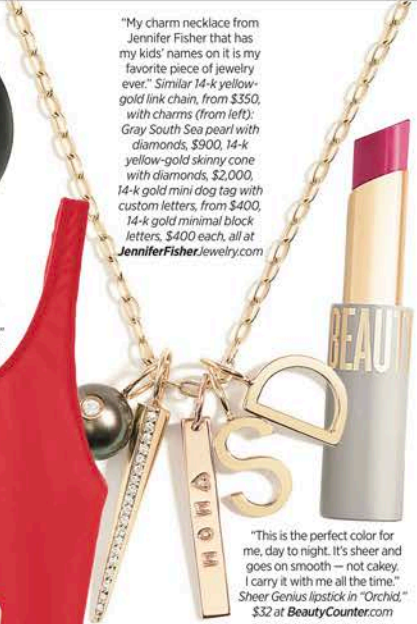 "My charm necklace from
Jennifer Fisher that has
my kids' names on it is my
favorite piece of jewelry
ever." Similar 14-k yellow-
gold link chain, from $350,
with charms (from left):
Gray South Sea pearl with
diamonds, $900, 14-k
yellow-gold skinny cone
with diamonds, $2,000,
14-k gold mini dog tag with
custom letters, from $400,
14-k gold minimal block
letters, $400 each, all at
JenniferFisherJewelry.com
BEAUT
D
S
MOM
"This is the perfect color for
me, day to night. It's sheer and
goes on smooth — not cakey.
I carry it with me all the time."
Sheer Genius lipstick in "Orchid,"
$32 at BeautyCounter.com